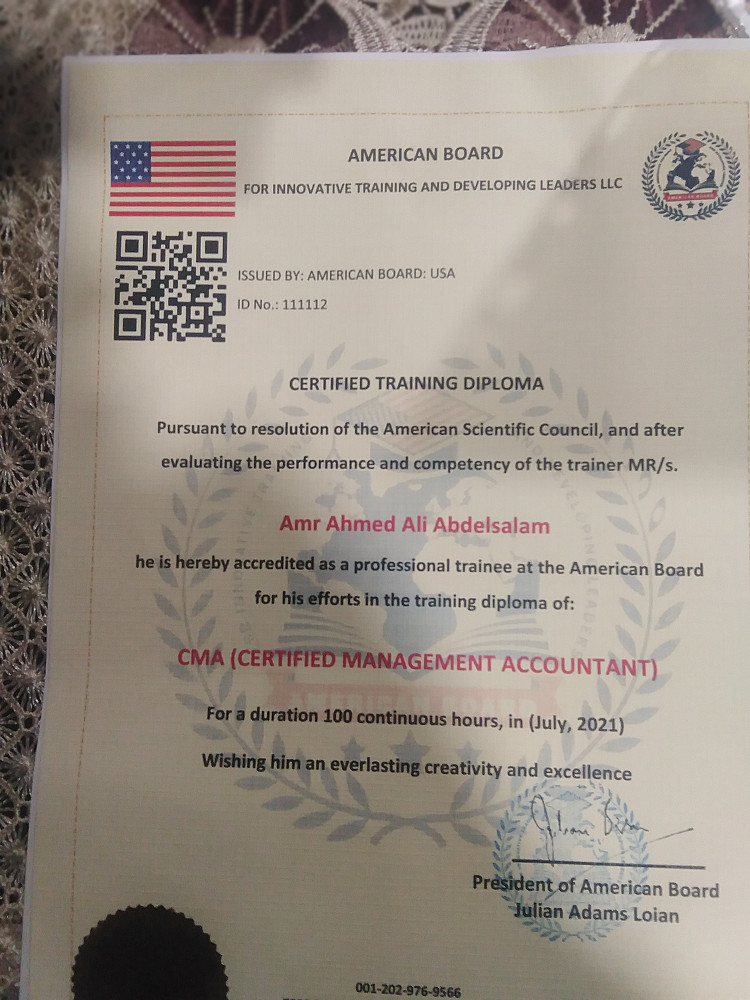 AMERICAN BOARD
FOR INNOVATIVE TRAINING AND DEVELOPING LEADERS LLC
AMERICAN BOARD
ISSUED BY: AMERICAN BOARD: USA
ID No.: 111112
CERTIFIED TRAINING DIPLOMA
Pursuant to resolution of the American Scientific Council, and after
evaluating the performance and competency of the trainer MR/s.
Amr Ahmed Ali Abdelsalam
he is hereby accredited as a professional trainee at the American Board
for his efforts in the training diploma of:
CMA (CERTIFIED MANAGEMENT ACCOUNTANT)
AMERICAN BOARD
For a duration 100 continuous hours, in (July, 2021)
Wishing him an everlasting creativity and excellence
President of American Board
Julian Adams Loian
001-202-976-9566